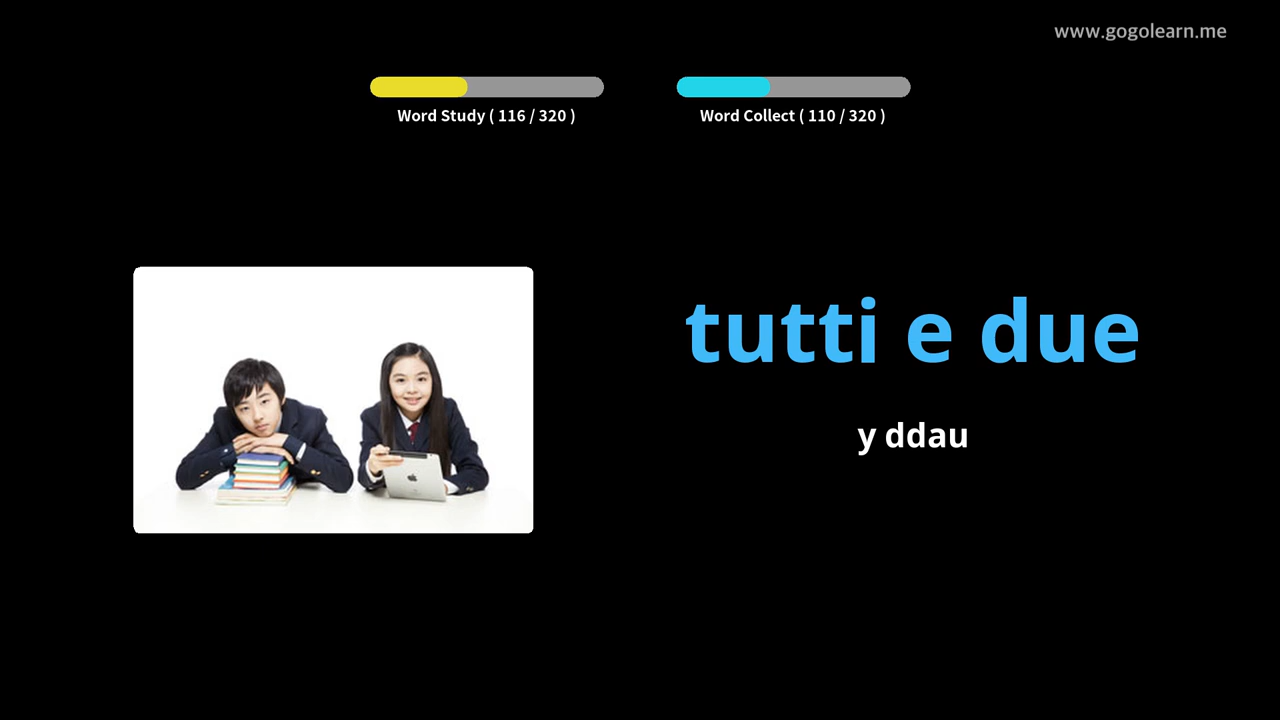 www.gogolearn.me
Word Study ( 116 / 320 )
Word Collect ( 110 / 320 )
tutti e due
y ddau